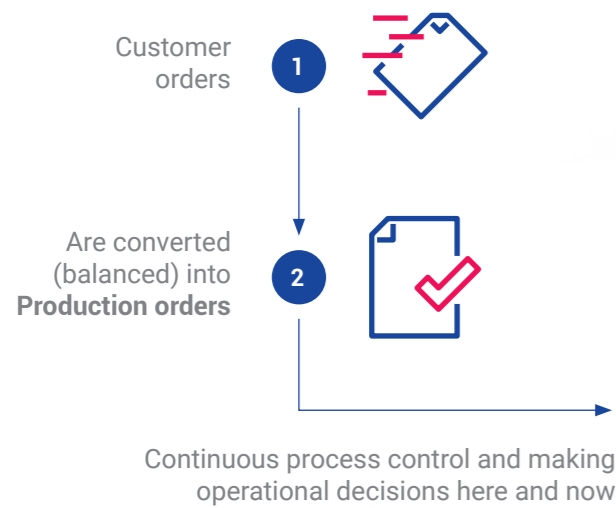 Customer
orders
1
Are converted
(balanced) into
Production orders
2
Continuous process control and making
operational decisions here and now